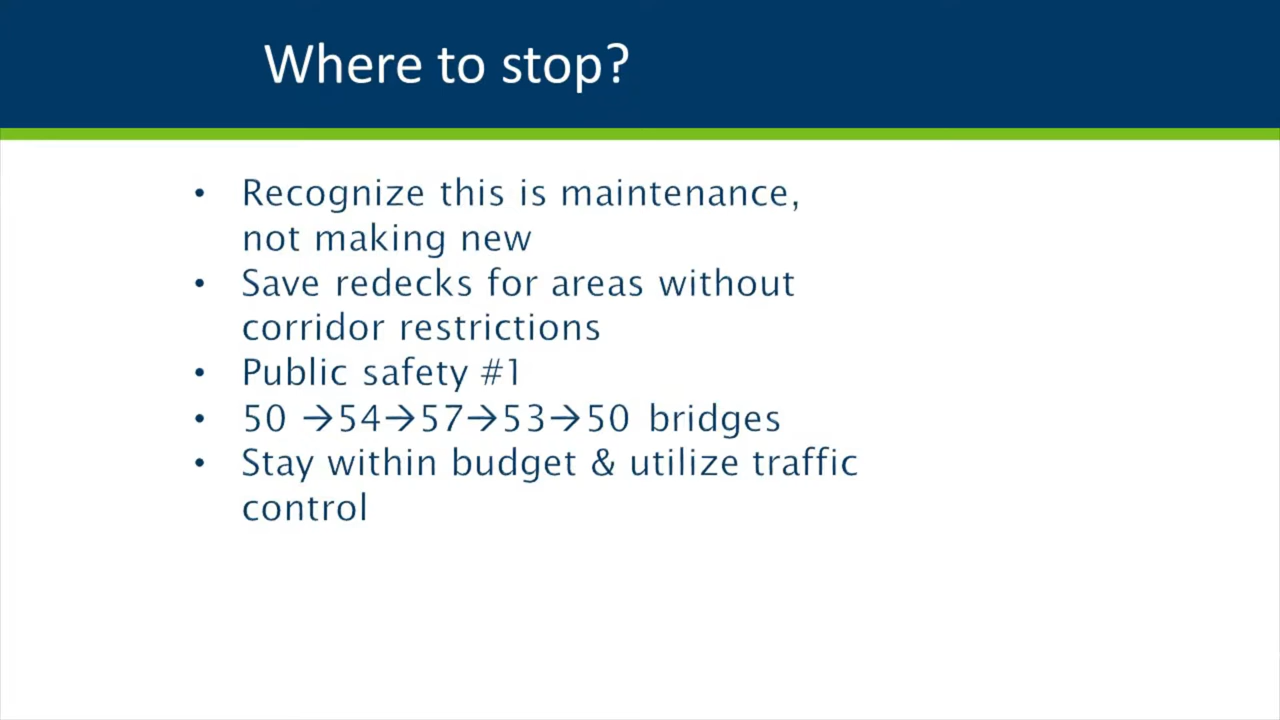 Where to stop?
• Recognize this is maintenance,
not making new
• Save redecks for areas without
corridor restrictions
• Public safety #1
• 50 →54→57→53→50 bridges
• Stay within budget & utilize traffic
control